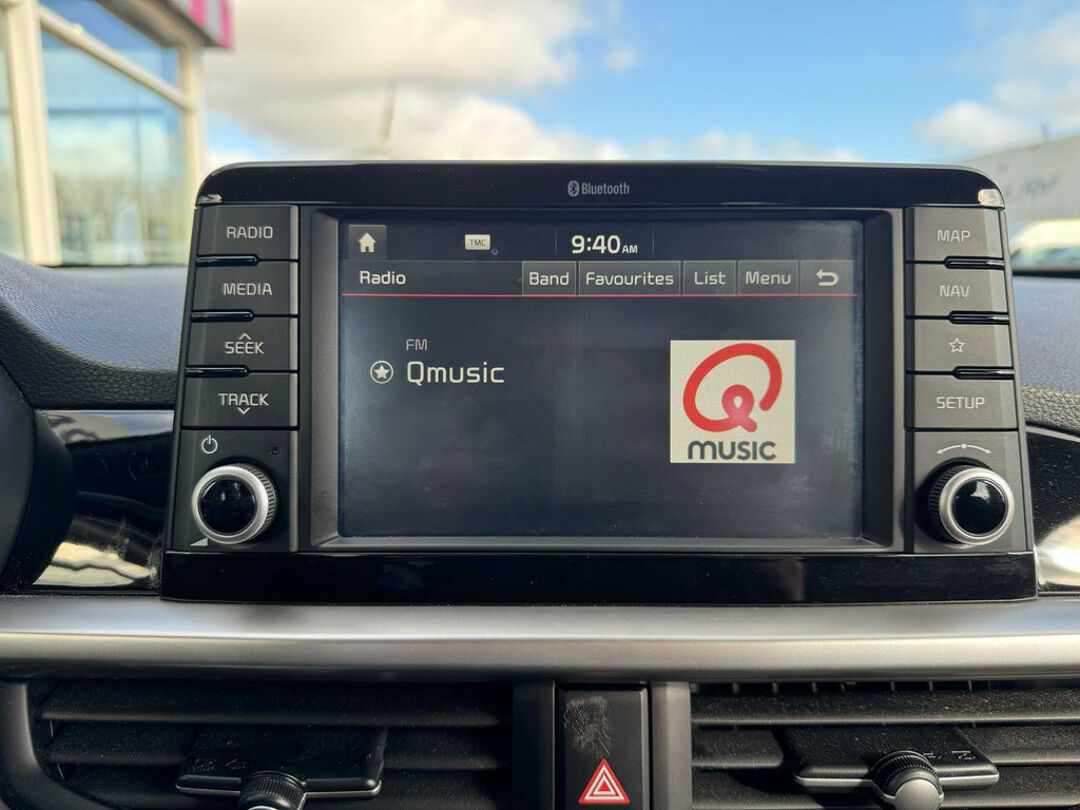 Bluetooth
RADIO
MEDIA
SEEK
TRACK
TMC
9:40 AM
Radio
Band
Favourites
List
Menu
FM
Qmusic
Q
MUSIC
MAP
NAV
SETUP